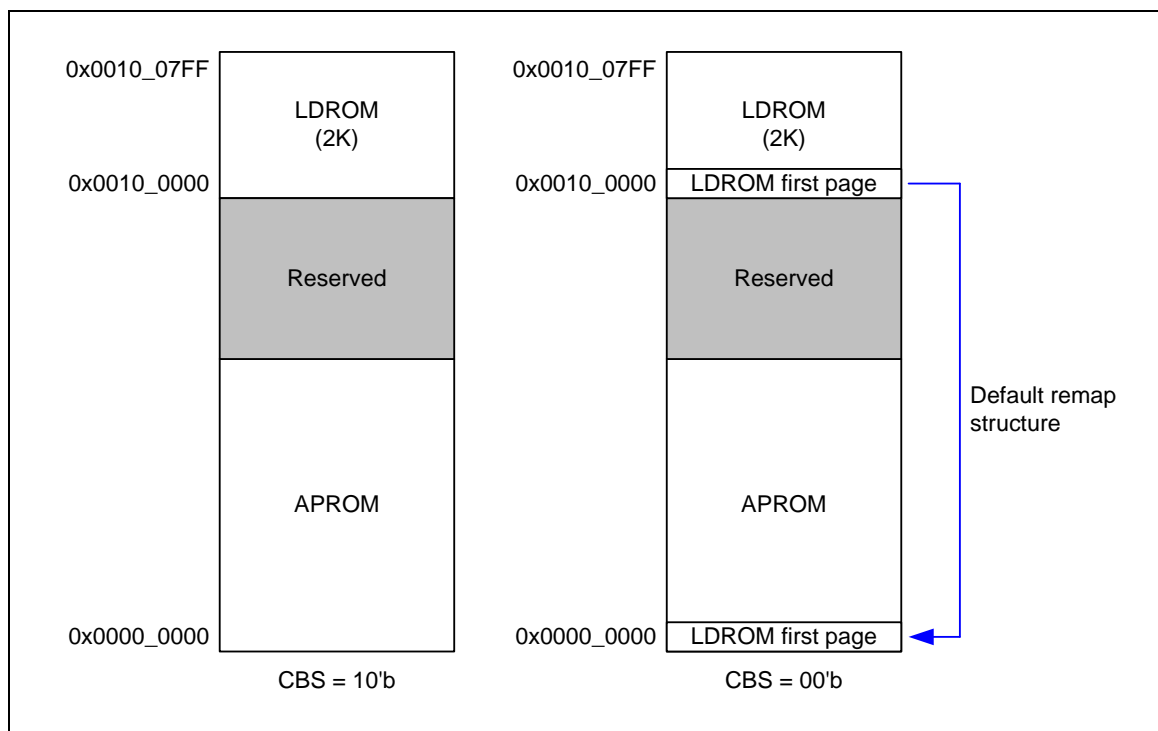 0x0010_07FF
LDROM
(2K)
0x0010_0000
Reserved
APROM
0x0000_0000
CBS = 10'b
0x0010_07FF
LDROM
(2K)
0x0010_0000
LDROM first page
Reserved
APROM
0x0000_0000
LDROM first page
CBS = 00'b
Default remap
structure